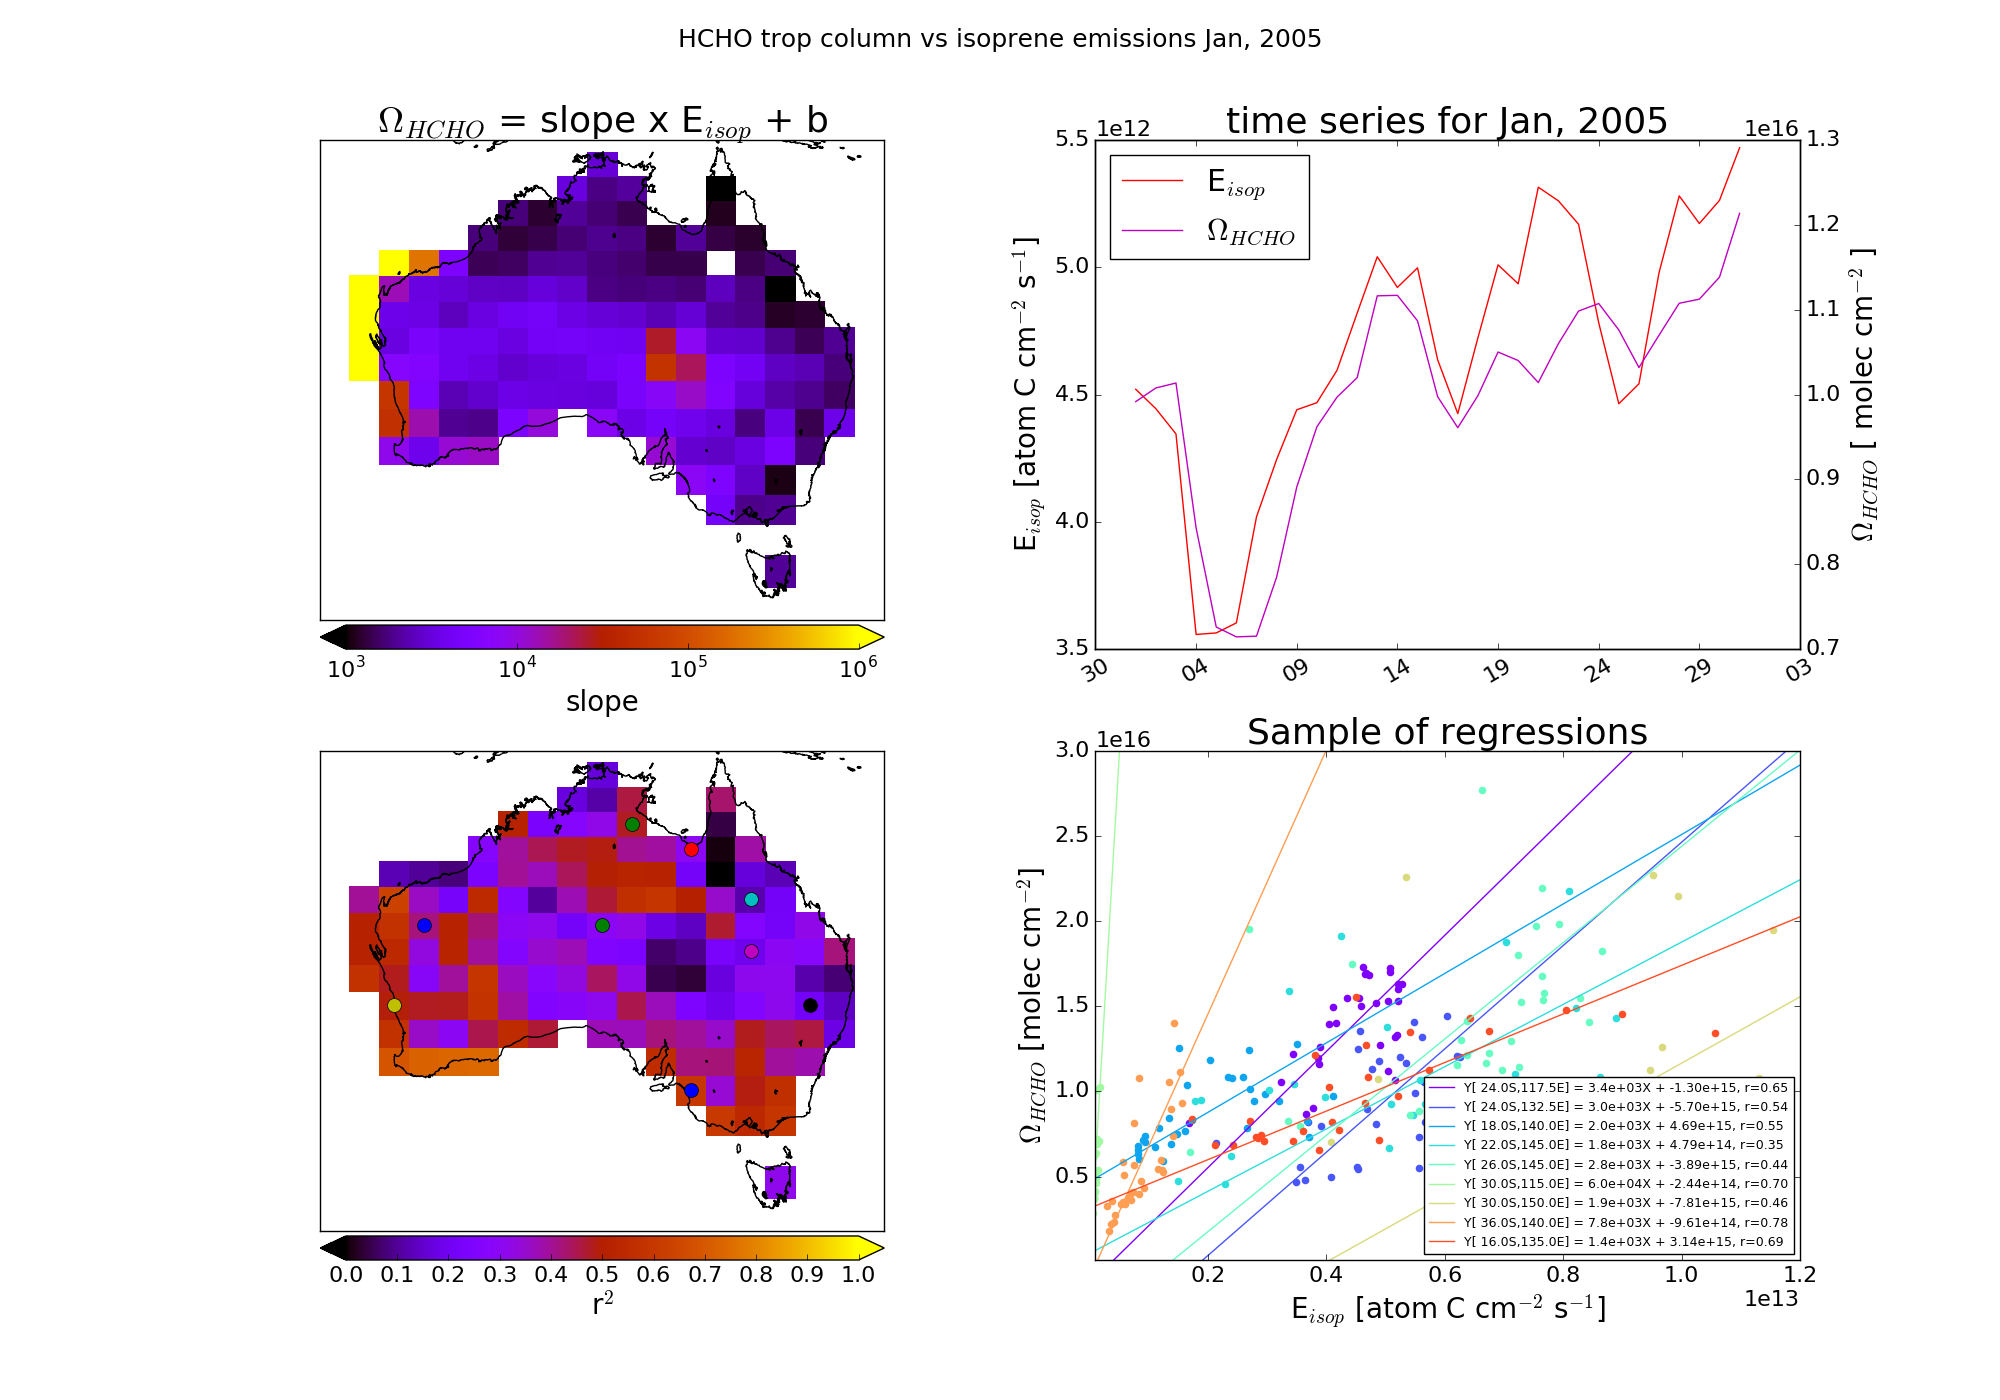 HCHO trop column vs isoprene emissions Jan, 2005
Ω_HCHO = slope x E_isop + b
10^3 10^4 10^5 10^6
slope
time series for Jan, 2005
1e12
1e16
E_isop
Ω_HCHO
5.5
5.0
4.5
4.0
3.5
E_isop [atom C cm^−2 s^−1]
1.3
1.2
1.1
1.0
0.9
0.8
0.7
Ω_HCHO [ molec cm^−2 ]
30 04 09 14 19 24 29 03
0.0 0.1 0.2 0.3 0.4 0.5 0.6 0.7 0.8 0.9 1.0
r^2
Sample of regressions
1e16
3.0
2.5
2.0
1.5
1.0
0.5
Ω_HCHO [molec cm^−2]
Y[ 24.0S,117.5E] = 3.4e+03X + -1.30e+15, r=0.65
Y[ 24.0S,132.5E] = 3.0e+03X + -5.70e+15, r=0.54
Y[ 18.0S,140.0E] = 2.0e+03X + 4.69e+15, r=0.55
Y[ 22.0S,145.0E] = 1.8e+03X + 4.79e+14, r=0.35
Y[ 26.0S,145.0E] = 2.8e+03X + -3.89e+15, r=0.44
Y[ 30.0S,115.0E] = 6.0e+04X + -2.44e+14, r=0.70
Y[ 30.0S,150.0E] = 1.9e+03X + -7.81e+15, r=0.46
Y[ 36.0S,140.0E] = 7.8e+03X + -9.61e+14, r=0.78
Y[ 16.0S,135.0E] = 1.4e+03X + 3.14e+15, r=0.69
0.2 0.4 0.6 0.8 1.0 1.2
1e13
E_isop [atom C cm^−2 s^−1]